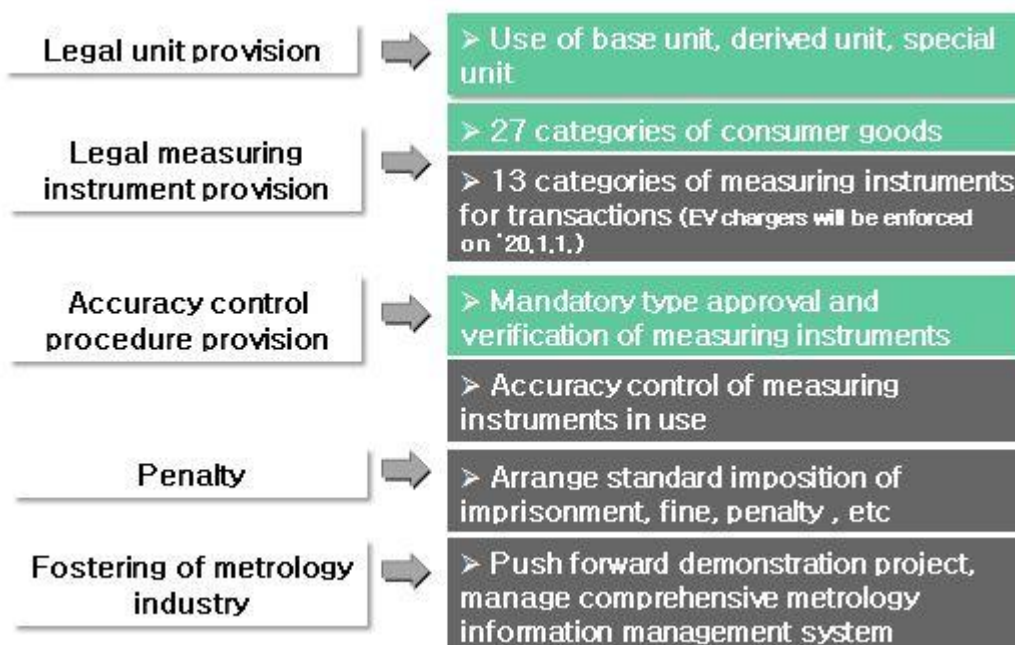 Legal unit provision
➢ Use of base unit, derived unit, special
unit
Legal measuring
instrument provision
➢ 27 categories of consumer goods
➢ 13 categories of measuring instruments
for transactions (EV chargers will be enforced
on '20.1.1.)
Accuracy control
procedure provision
➢ Mandatory type approval and
verification of measuring instruments
➢ Accuracy control of measuring
instruments in use
Penalty
➢ Arrange standard imposition of
imprisonment, fine, penalty , etc
Fostering of metrology
industry
➢ Push forward demonstration project,
manage comprehensive metrology
information management system